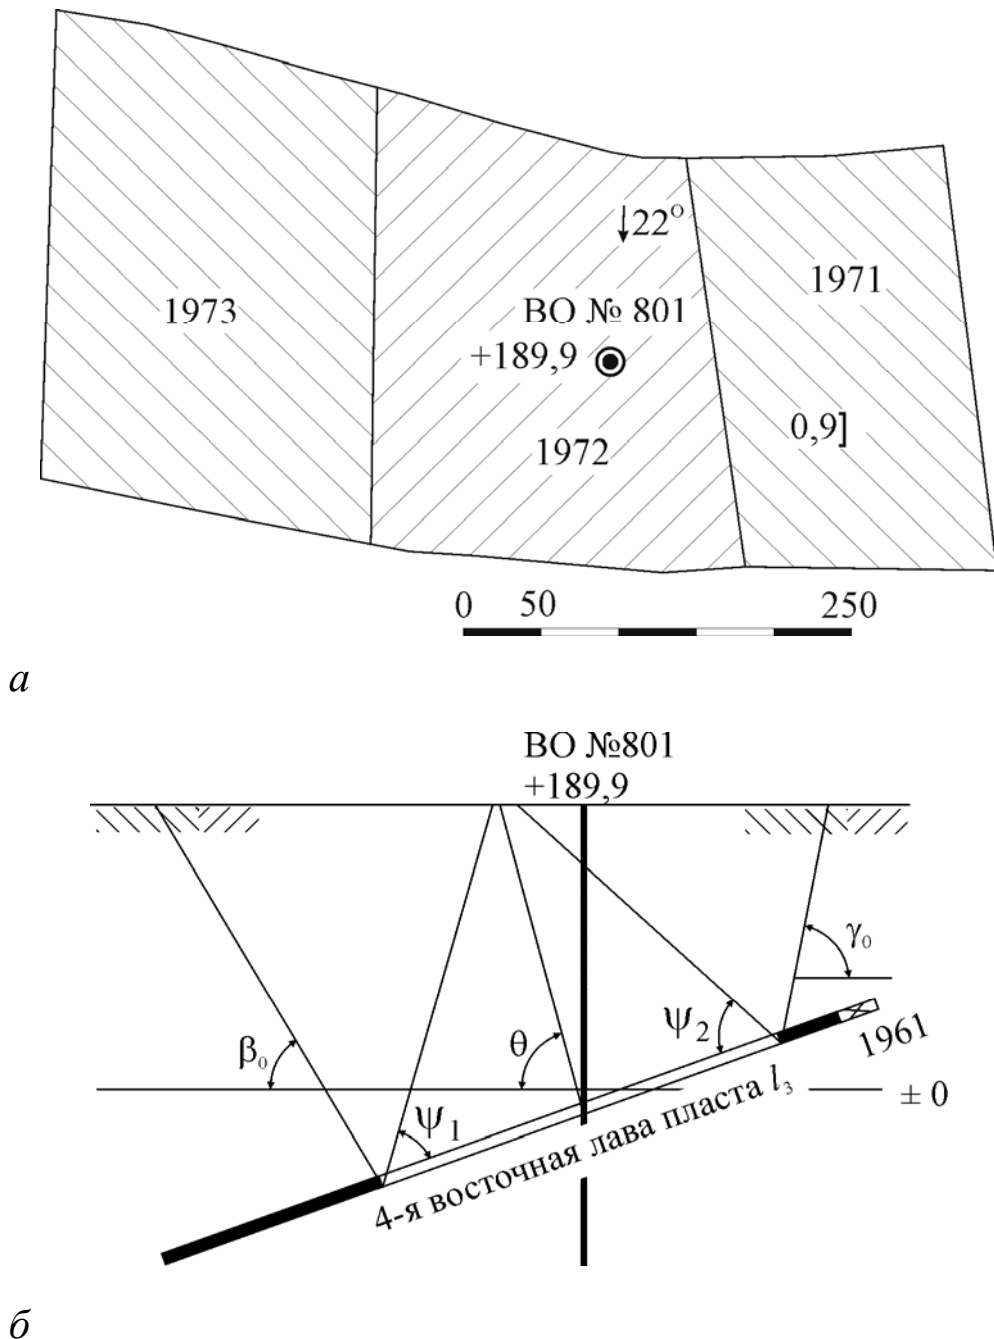 22°
1971
1973
ВО № 801
+189,9
0,9]
1972
0 50 250
а
ВО №801
+189,9
γ₀
ψ₂
1961
θ
β₀
± 0
ψ₁
4-я восточная лава пласта l₃
б